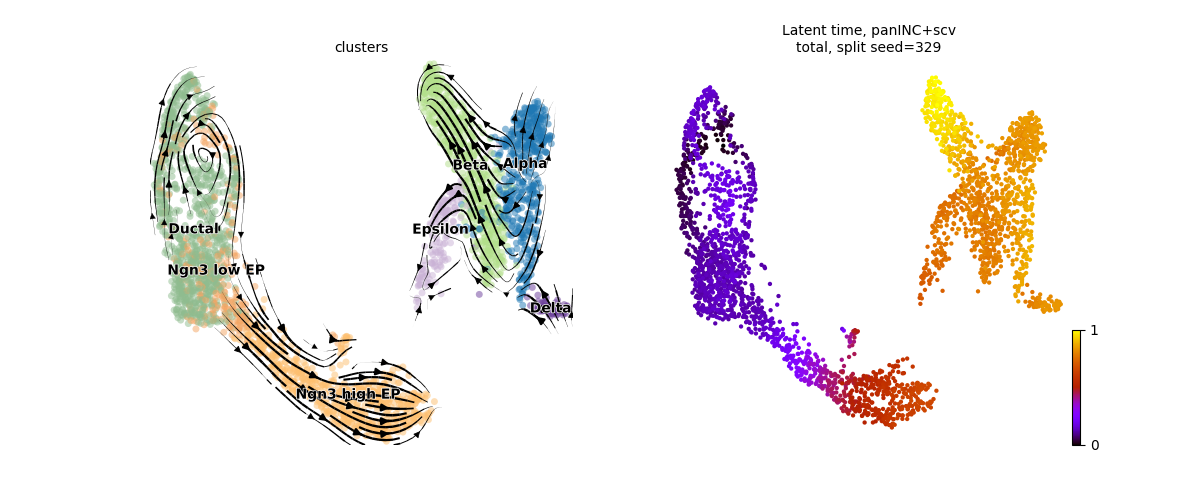 clusters
Beta
Alpha
Epsilon
Ductal
Ngn3 low EP
Delta
Ngn3 high EP
Latent time, panINC+scv
total, split seed=329
1
0